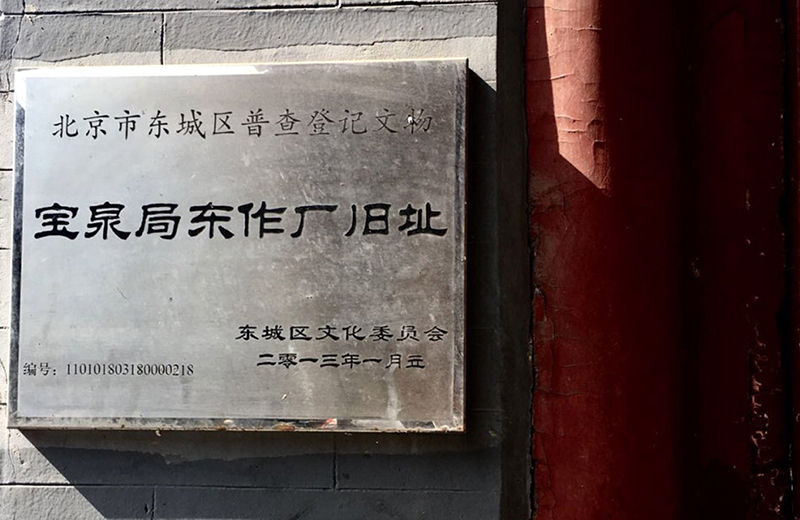 北京市东城区普查登记文物
宝泉局东作厂旧址
东城区文化委员会
二零一三年一月立
编号：110101803180000218